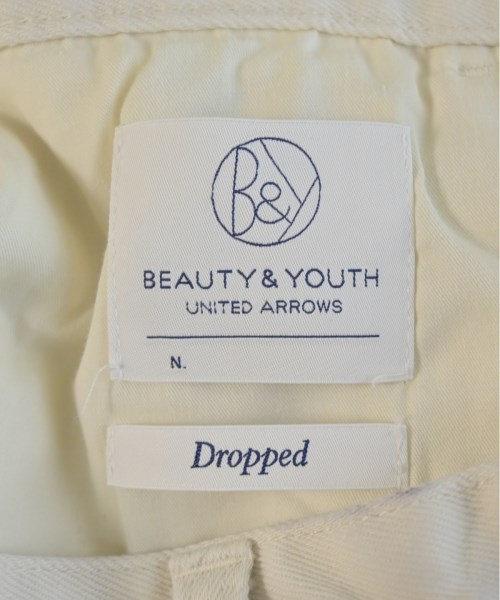 B&Y
BEAUTY & YOUTH
UNITED ARROWS
N.
Dropped